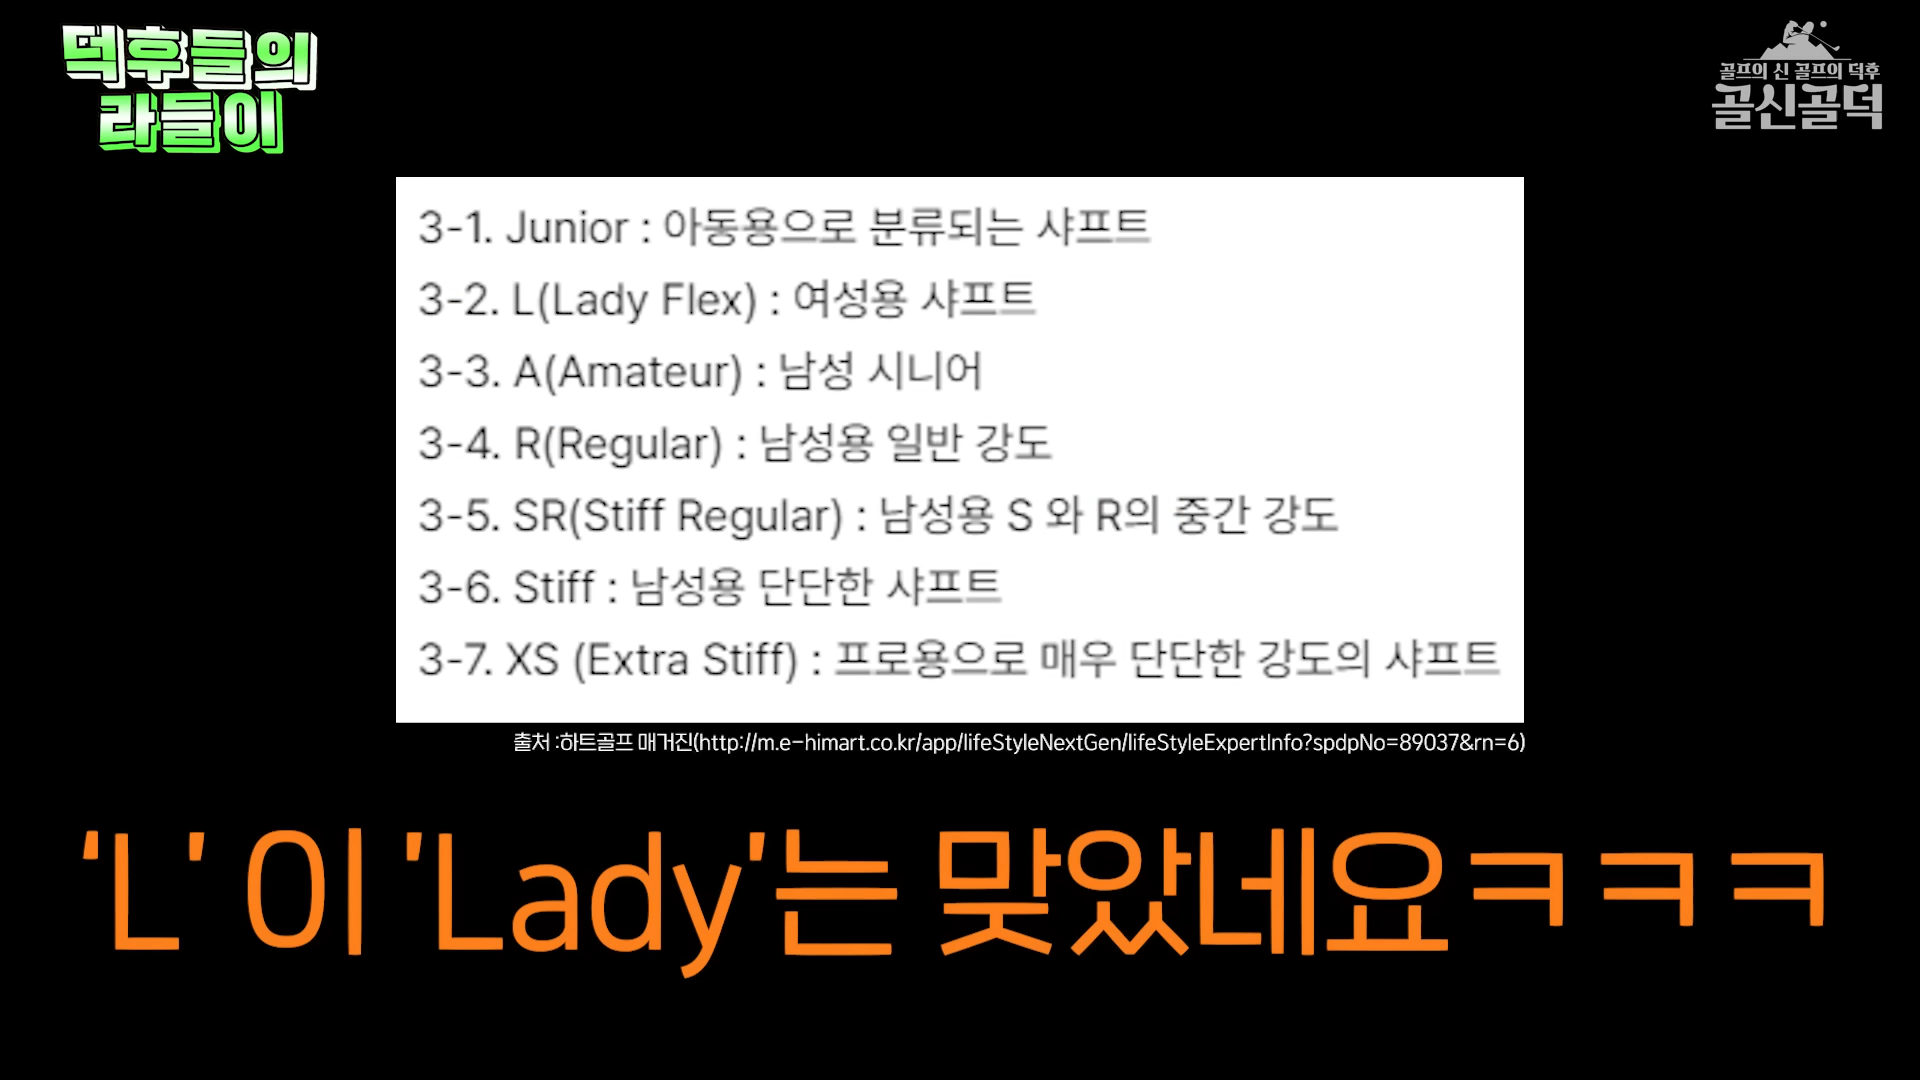 덕후들의
라들이
골프의 신 골프의 덕후
골신골덕
3-1. Junior : 아동용으로 분류되는 샤프트
3-2. L(Lady Flex) : 여성용 샤프트
3-3. A(Amateur) : 남성 시니어
3-4. R(Regular) : 남성용 일반 강도
3-5. SR(Stiff Regular) : 남성용 S 와 R의 중간 강도
3-6. Stiff : 남성용 단단한 샤프트
3-7. XS (Extra Stiff) : 프로용으로 매우 단단한 강도의 샤프트
출처 :하트골프 매거진(http://m.e-himart.co.kr/app/lifeStyleNextGen/lifeStyleExpertInfo?spdpNo=89037&rn=6)
‘L’ 이 ’Lady’는 맞았네요ㅋㅋㅋ